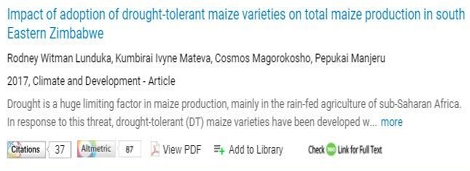 Impact of adoption of drought-tolerant maize varieties on total maize production in south
Eastern Zimbabwe
Rodney Witman Lunduka, Kumbirai Ivyne Mateva, Cosmos Magorokosho, Pepukai Manjeru
2017, Climate and Development - Article
Drought is a huge limiting factor in maize production, mainly in the rain-fed agriculture of sub-Saharan Africa.
In response to this threat, drought-tolerant (DT) maize varieties have been developed w... more
Citations 37 Altmetric 87 View PDF Add to Library Check Link for Full Text